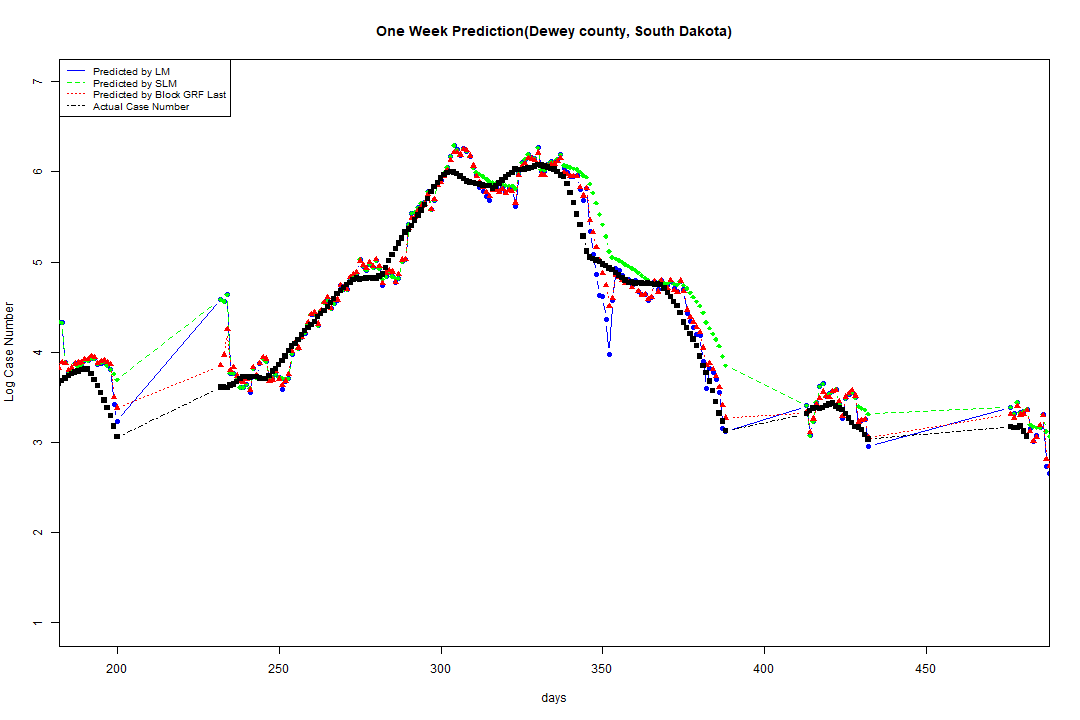 One Week Prediction(Dewey county, South Dakota)
Predicted by LM
Predicted by SLM
Predicted by Block GRF Last
Actual Case Number
7
6
5
4
3
2
1
Log Case Number
200 250 300 350 400 450
days